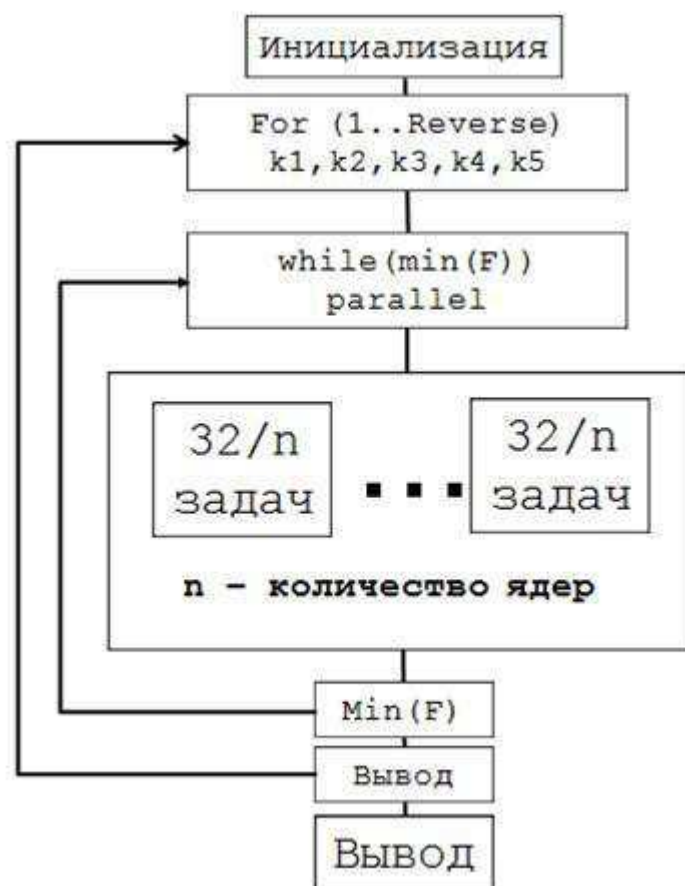 Инициализация
For (1..Reverse)
k1,k2,k3,k4,k5
while(min(F))
parallel
32/n
задач
...
32/n
задач
n – количество ядер
Min(F)
Вывод
Вывод